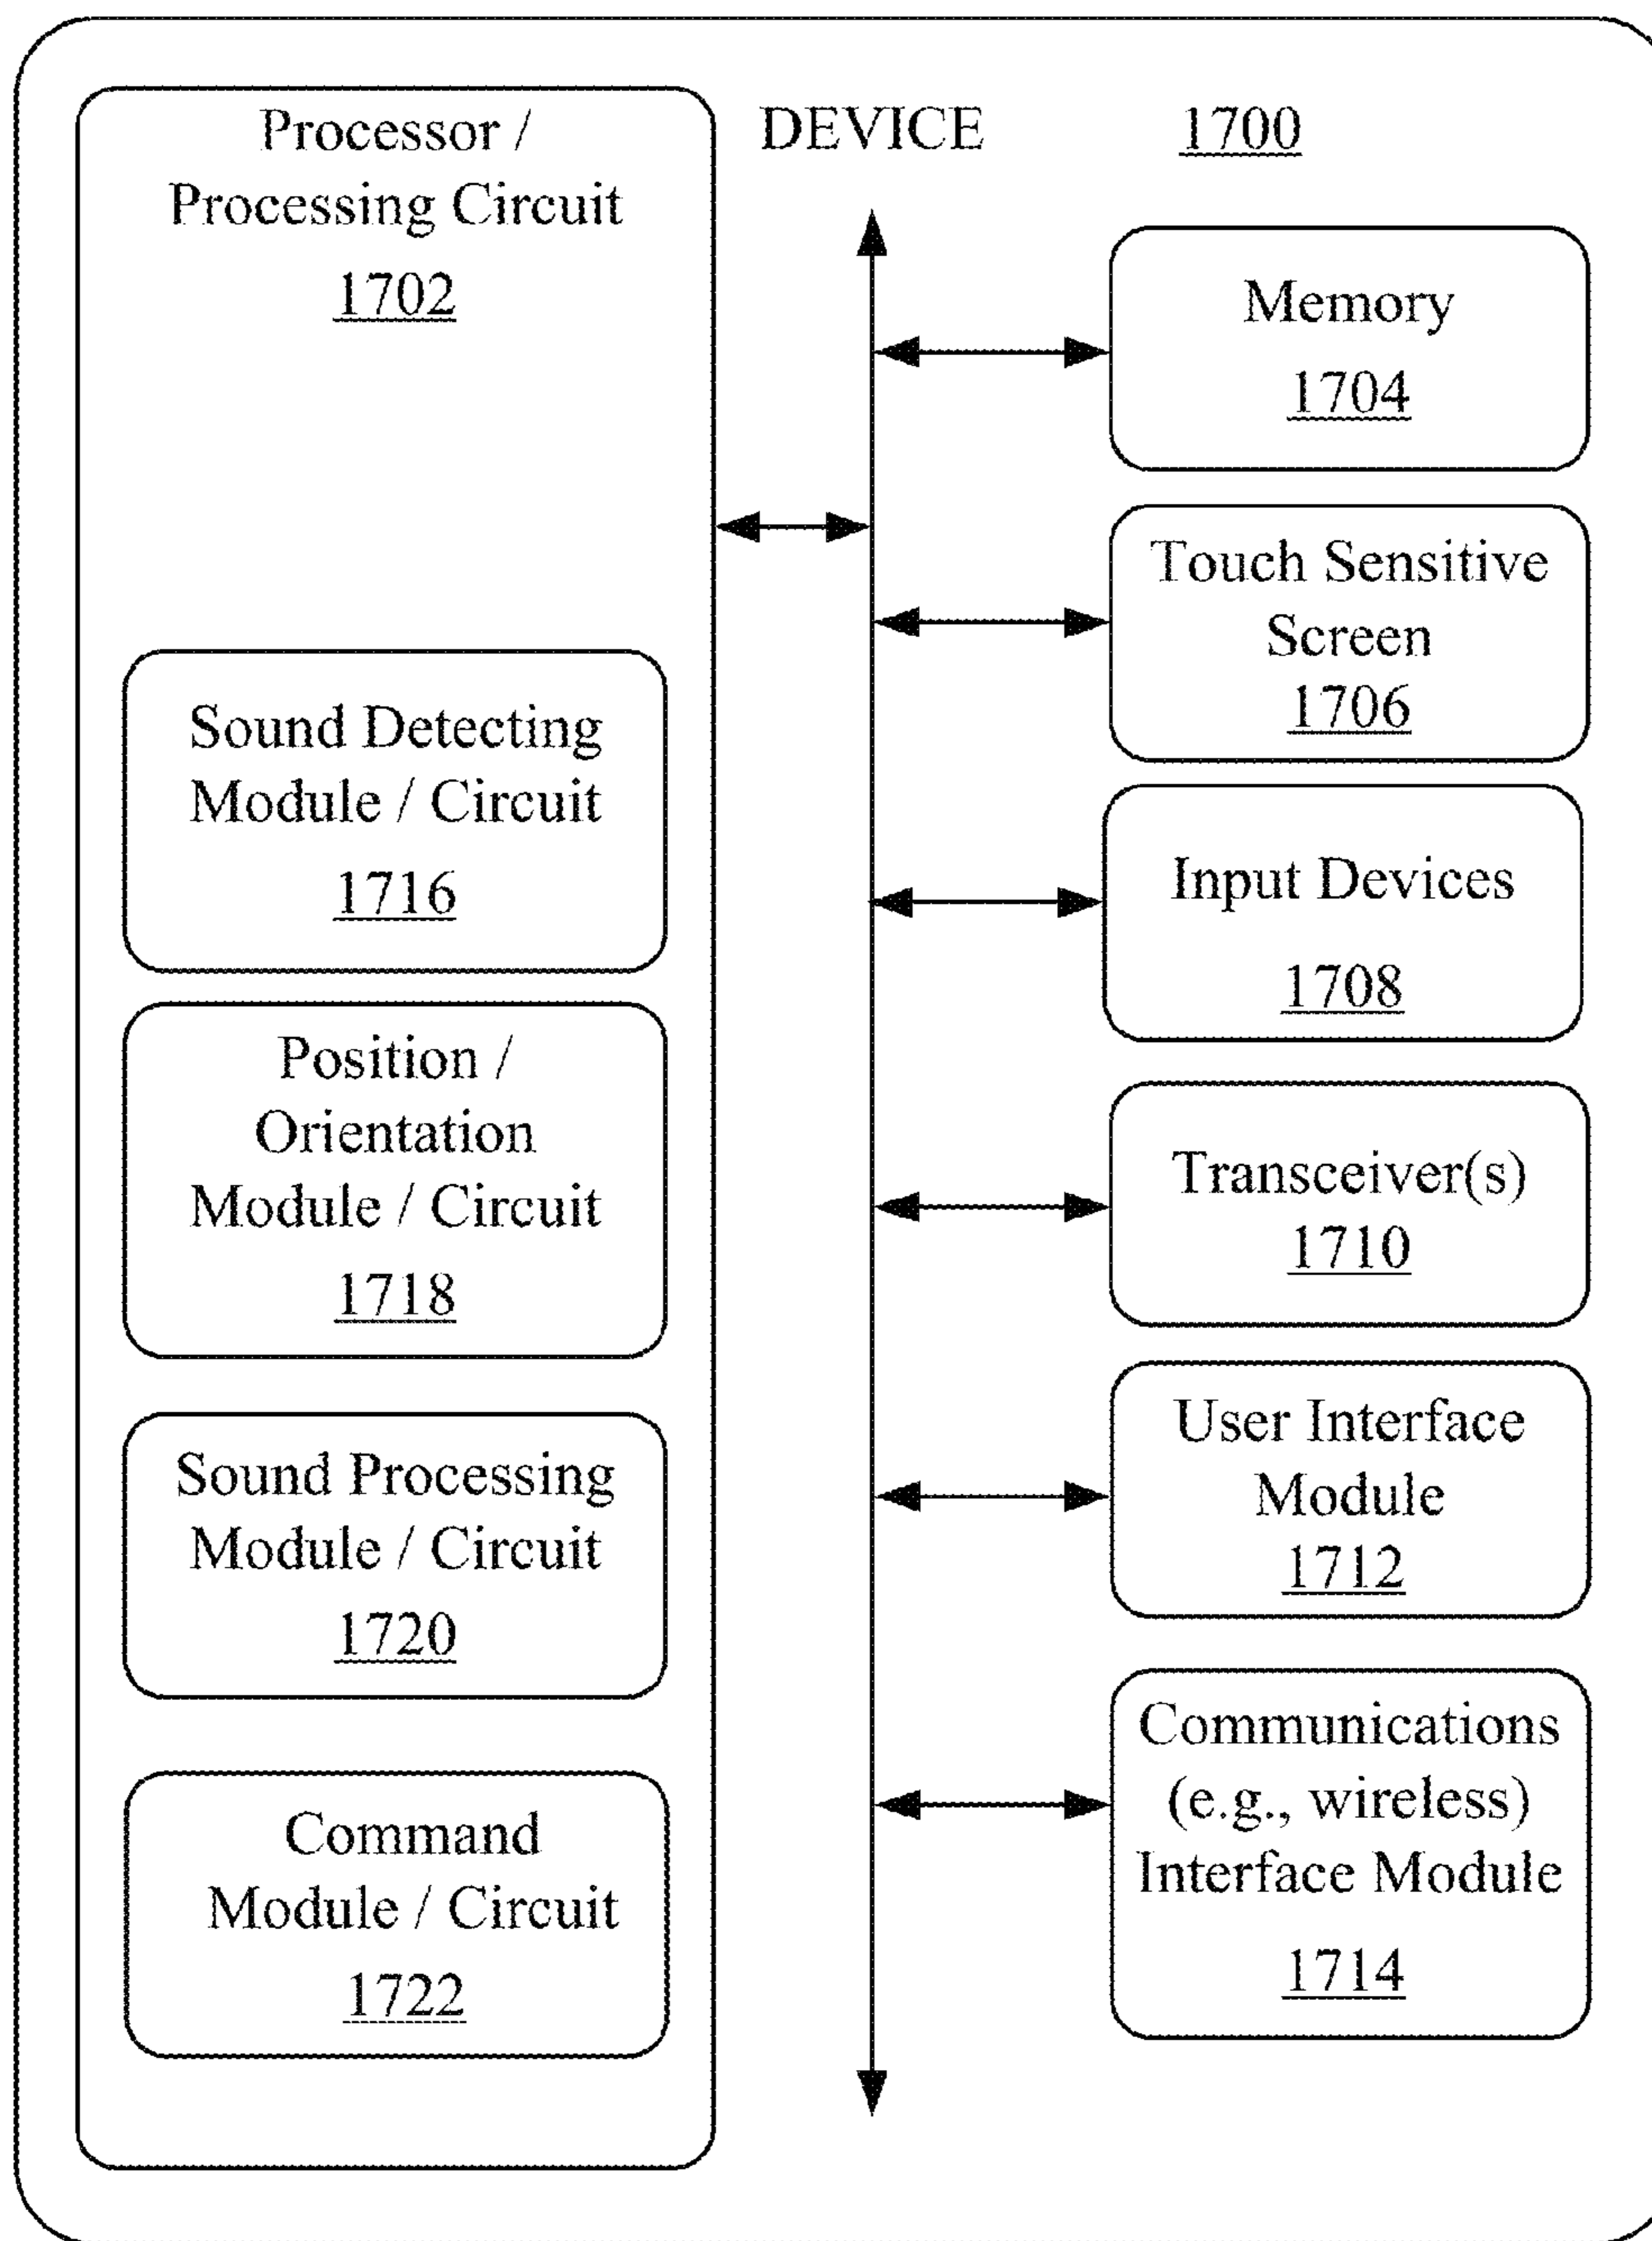 DEVICE 1700
Processor /
Processing Circuit
1702
Sound Detecting
Module / Circuit
1716
Position /
Orientation
Module / Circuit
1718
Sound Processing
Module / Circuit
1720
Command
Module / Circuit
1722
Memory
1704
Touch Sensitive
Screen
1706
Input Devices
1708
Transceiver(s)
1710
User Interface
Module
1712
Communications
(e.g., wireless)
Interface Module
1714